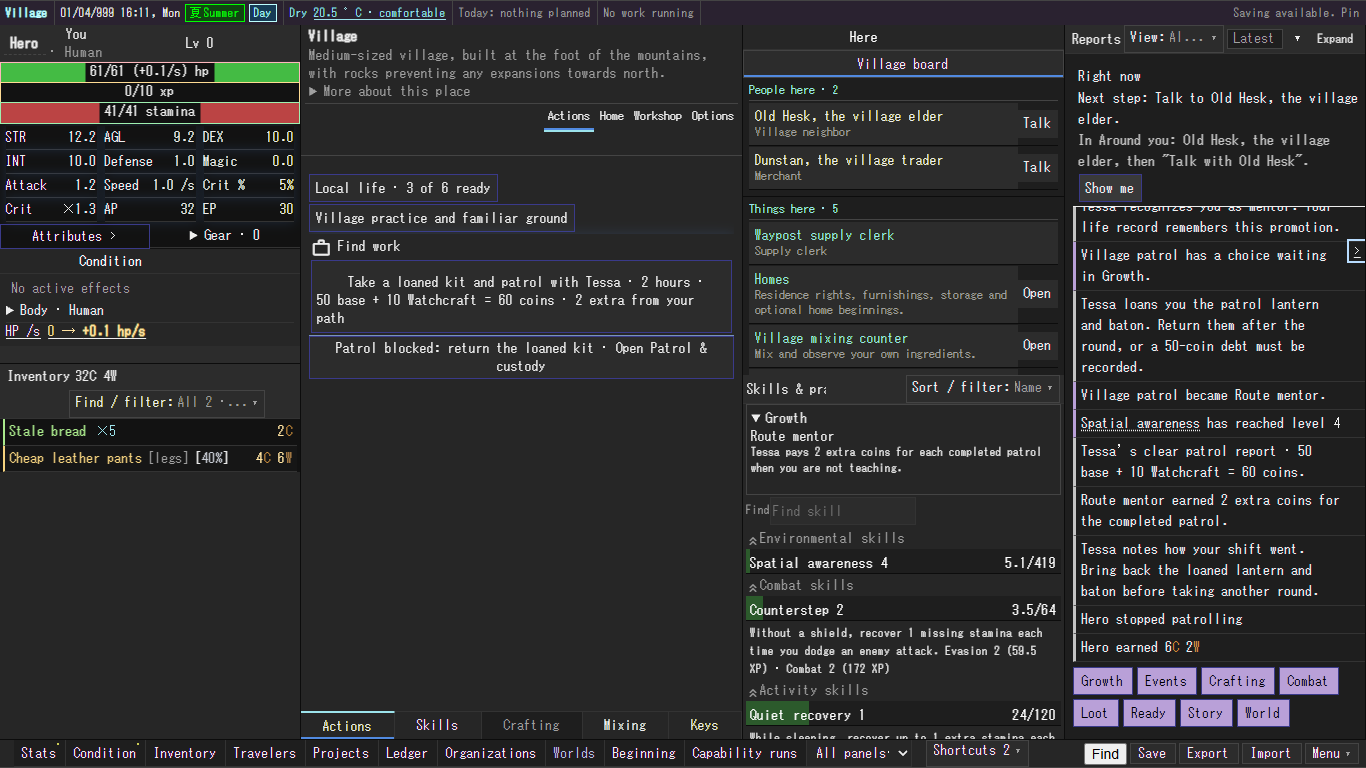 Village 01/04/999 16:11, Mon 夏Summer Day Dry 20.5 ° C · comfortable Today: nothing planned No work running Saving available. Pin
Hero · You Lv 0
Human
61/61 (+0.1/s) hp
0/10 xp
41/41 stamina
STR 12.2 AGL 9.2 DEX 10.0
INT 10.0 Defense 1.0 Magic 0.0
Attack 1.2 Speed 1.0 /s Crit % 5%
Crit ×1.3 AP 32 EP 30
Attributes > ▶ Gear · 0
Condition
No active effects
▶ Body · Human
HP /s 0 → +0.1 hp/s
Inventory 32C 4W
Find / filter: All 2 ·... ▾
Stale bread ×5 2C
Cheap leather pants [legs] [40%] 4C 6W
Village
Medium-sized village, built at the foot of the mountains,
with rocks preventing any expansions towards north.
▶ More about this place
Actions Home Workshop Options
Local life · 3 of 6 ready
Village practice and familiar ground
Find work
Take a loaned kit and patrol with Tessa · 2 hours ·
50 base + 10 Watchcraft = 60 coins · 2 extra from your
path
Patrol blocked: return the loaned kit · Open Patrol &
custody
Actions Skills Crafting Mixing Keys
Here
Village board
People here · 2
Old Hesk, the village elder
Village neighbor
Talk
Dunstan, the village trader
Merchant
Talk
Things here · 5
Waypost supply clerk
Supply clerk
Homes
Residence rights, furnishings, storage and
optional home beginnings.
Open
Village mixing counter
Mix and observe your own ingredients.
Open
Skills & pra Sort / filter: Name ▾
▼ Growth
Route mentor
Tessa pays 2 extra coins for each completed patrol
when you are not teaching.
Find Find skill
Environmental skills
Spatial awareness 4 5.1/419
Combat skills
Counterstep 2 3.5/64
Without a shield, recover 1 missing stamina each
time you dodge an enemy attack. Evasion 2 (59.5
XP) · Combat 2 (172 XP)
Activity skills
Quiet recovery 1 24/120
While sleeping, recover up to 1 extra stamina each
Reports View: Al... ▾ Latest ▾ Expand
Right now
Next step: Talk to Old Hesk, the village
elder.
In Around you: Old Hesk, the village
elder, then "Talk with Old Hesk".
Show me
Tessa recognizes you as mentor. Your
life record remembers this promotion.
Village patrol has a choice waiting
in Growth.
Tessa loans you the patrol lantern
and baton. Return them after the
round, or a 50-coin debt must be
recorded.
Village patrol became Route mentor.
Spatial awareness has reached level 4
Tessa's clear patrol report · 50
base + 10 Watchcraft = 60 coins.
Route mentor earned 2 extra coins for
the completed patrol.
Tessa notes how your shift went.
Bring back the loaned lantern and
baton before taking another round.
Hero stopped patrolling
Hero earned 6C 2W
Growth Events Crafting Combat
Loot Ready Story World
Stats Condition Inventory Travelers Projects Ledger Organizations Worlds Beginning Capability runs All panels Shortcuts 2 ▾ Find Save Export Import Menu ▾